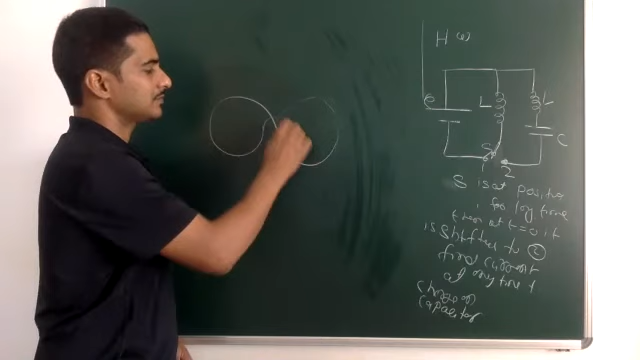 H (ω)
e L L
C
S
1 2
S is at position
1 for long time
then at t=0 it
is shifted to (2)
find current
at any time t
charge on
capacitor